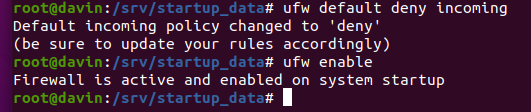 root@davin:/srv/startup_data# ufw default deny incoming
Default incoming policy changed to 'deny'
(be sure to update your rules accordingly)
root@davin:/srv/startup_data# ufw enable
Firewall is active and enabled on system startup
root@davin:/srv/startup_data#